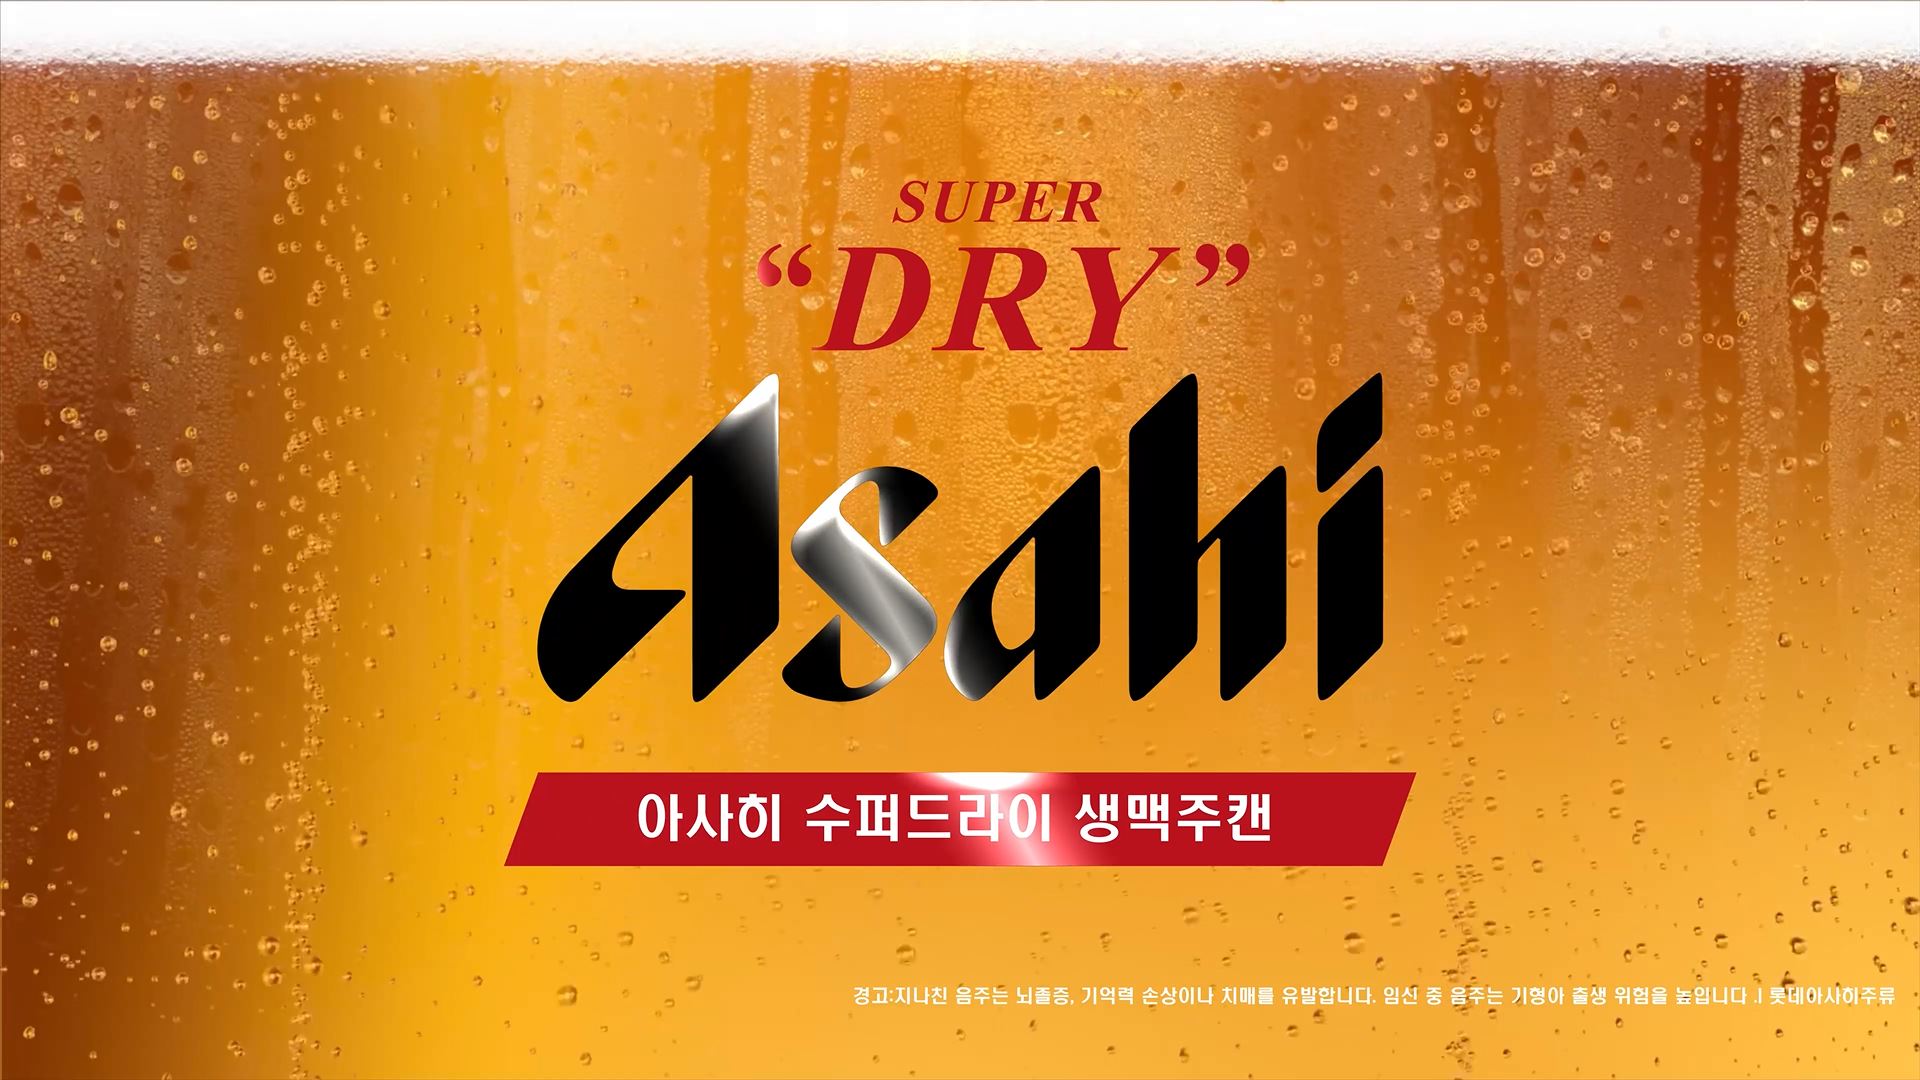 SUPER
“DRY”
Asahi
아사히 수퍼드라이 생맥주캔
경고:지나친 음주는 뇌졸중, 기억력 손상이나 치매를 유발합니다. 임신 중 음주는 기형아 출생 위험을 높입니다 .I 롯데아사히주류